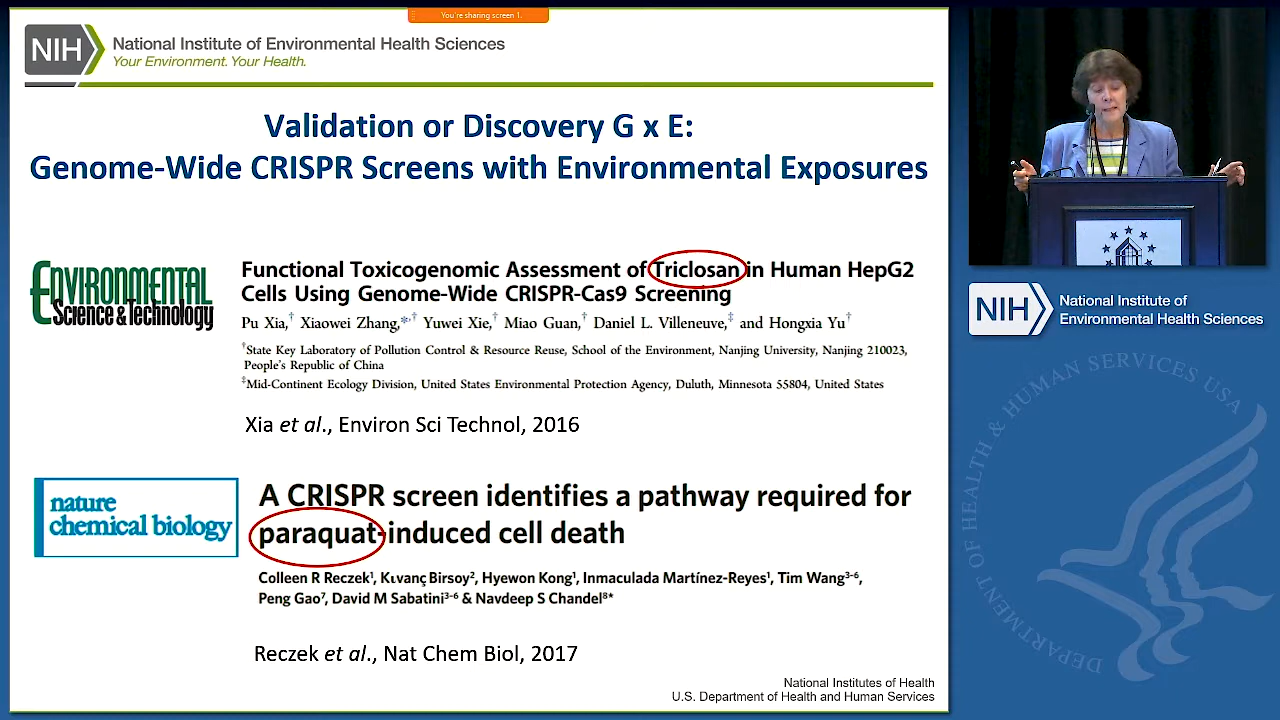 You're sharing screen 1.
NIH
National Institute of Environmental Health Sciences
Your Environment. Your Health.
Validation or Discovery G x E:
Genome-Wide CRISPR Screens with Environmental Exposures
ENVIRONMENTAL
Science & Technology
Functional Toxicogenomic Assessment of Triclosan in Human HepG2
Cells Using Genome-Wide CRISPR-Cas9 Screening
Pu Xia,† Xiaowei Zhang,*,† Yuwei Xie,† Miao Guan,† Daniel L. Villeneuve,‡ and Hongxia Yu†
†State Key Laboratory of Pollution Control & Resource Reuse, School of the Environment, Nanjing University, Nanjing 210023,
People's Republic of China
‡Mid-Continent Ecology Division, United States Environmental Protection Agency, Duluth, Minnesota 55804, United States
Xia et al., Environ Sci Technol, 2016
nature
chemical biology
A CRISPR screen identifies a pathway required for
paraquat-induced cell death
Colleen R Reczek1, Kıvanç Birsoy2, Hyewon Kong1, Inmaculada Martínez-Reyes1, Tim Wang3-6,
Peng Gao7, David M Sabatini3-6 & Navdeep S Chandel8*
Reczek et al., Nat Chem Biol, 2017
National Institutes of Health
U.S. Department of Health and Human Services
NIH
National Institute of
Environmental Health Sciences
DEPARTMENT OF HEALTH & HUMAN SERVICES USA